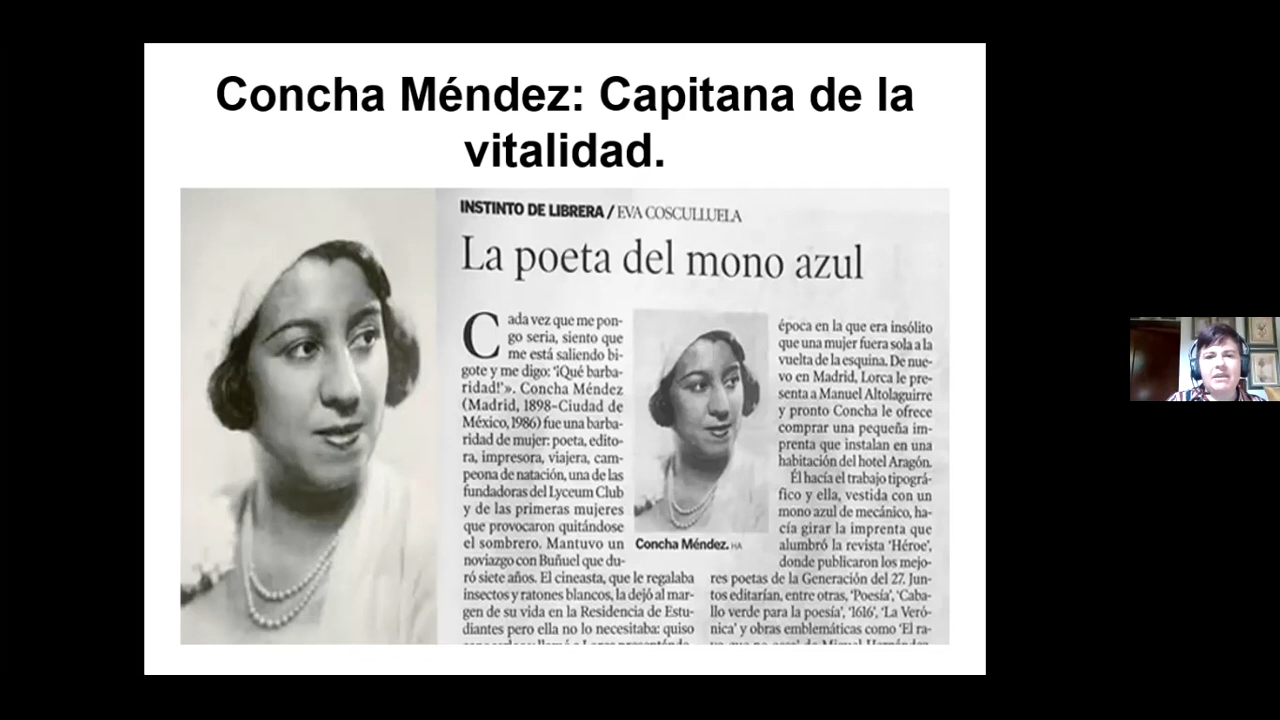 Concha Méndez: Capitana de la
vitalidad.
INSTINTO DE LIBRERA / EVA COSCULLUELA
La poeta del mono azul
Cada vez que me pon-
go seria, siento que
me está saliendo bi-
gote y me digo: ‘¡Qué barba-
ridad!’». Concha Méndez
(Madrid, 1898-Ciudad de
México, 1986) fue una barba-
ridad de mujer: poeta, edito-
ra, impresora, viajera, cam-
peona de natación, una de las
fundadoras del Lyceum Club
y de las primeras mujeres
que provocaron quitándose
el sombrero. Mantuvo un
noviazgo con Buñuel que du-
ró siete años. El cineasta, que le regalaba
insectos y ratones blancos, la dejó al mar-
gen de su vida en la Residencia de Estu-
diantes pero ella no lo necesitaba: quiso
Concha Méndez. HA
época en la que era insólito
que una mujer fuera sola a la
vuelta de la esquina. De nue-
vo en Madrid, Lorca le pre-
senta a Manuel Altolaguirre
y pronto Concha le ofrece
comprar una pequeña im-
prenta que instalan en una
habitación del hotel Aragón.
Él hacía el trabajo tipográ-
fico y ella, vestida con un
mono azul de mecánico, ha-
cía girar la imprenta que
alumbró la revista ‘Héroe’,
donde publicaron los mejo-
res poetas de la Generación del 27. Jun-
tos editarían, entre otras, ‘Poesía’, ‘Caba-
llo verde para la poesía’, ‘1616’, ‘La Veró-
nica’ y obras emblemáticas como ‘El ra-